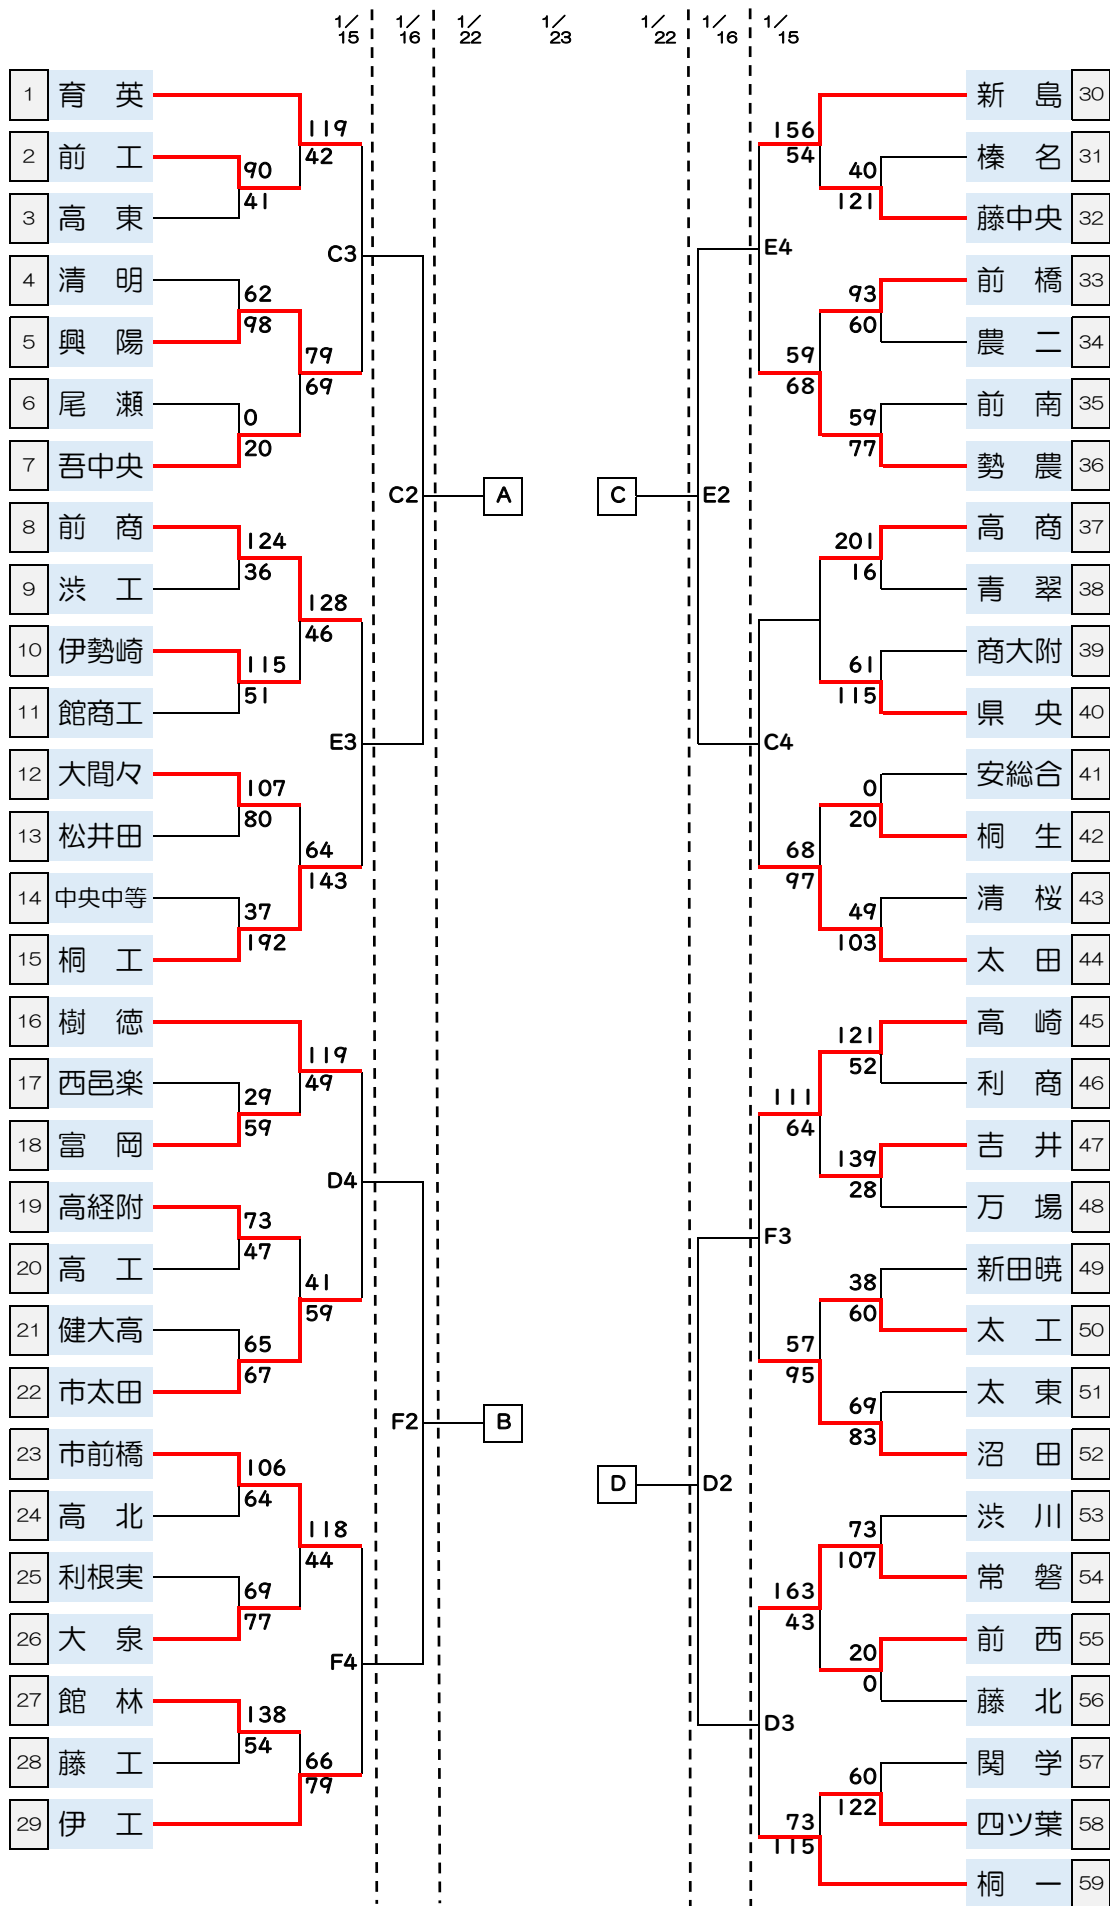 1/15 1/16 1/22 1/23 1/22 1/16 1/15
1 育 英
2 前 工
3 高 東
4 清 明
5 興 陽
6 尾 瀬
7 吾中央
8 前 商
9 渋 工
10 伊勢崎
11 館商工
12 大間々
13 松井田
14 中央中等
15 桐 工
16 樹 徳
17 西邑楽
18 富 岡
19 高経附
20 高 工
21 健大高
22 市太田
23 市前橋
24 高 北
25 利根実
26 大 泉
27 館 林
28 藤 工
29 伊 工
119
42
90
41
C3
62
98
79
69
0
20
C2
A
124
36
128
46
115
51
E3
107
80
64
143
37
192
119
49
29
59
D4
73
47
41
59
65
67
F2
B
106
64
118
44
69
77
F4
138
54
66
79
156
54
40
121
E4
93
60
59
68
59
77
C
E2
201
16
61
115
C4
0
20
68
97
49
103
121
52
111
64
139
28
F3
38
60
57
95
69
83
D
D2
73
107
163
43
20
0
D3
60
122
73
115
新 島 30
榛 名 31
藤中央 32
前 橋 33
農 二 34
前 南 35
勢 農 36
高 商 37
青 翠 38
商大附 39
県 央 40
安総合 41
桐 生 42
清 桜 43
太 田 44
高 崎 45
利 商 46
吉 井 47
万 場 48
新田暁 49
太 工 50
太 東 51
沼 田 52
渋 川 53
常 磐 54
前 西 55
藤 北 56
関 学 57
四ツ葉 58
桐 一 59